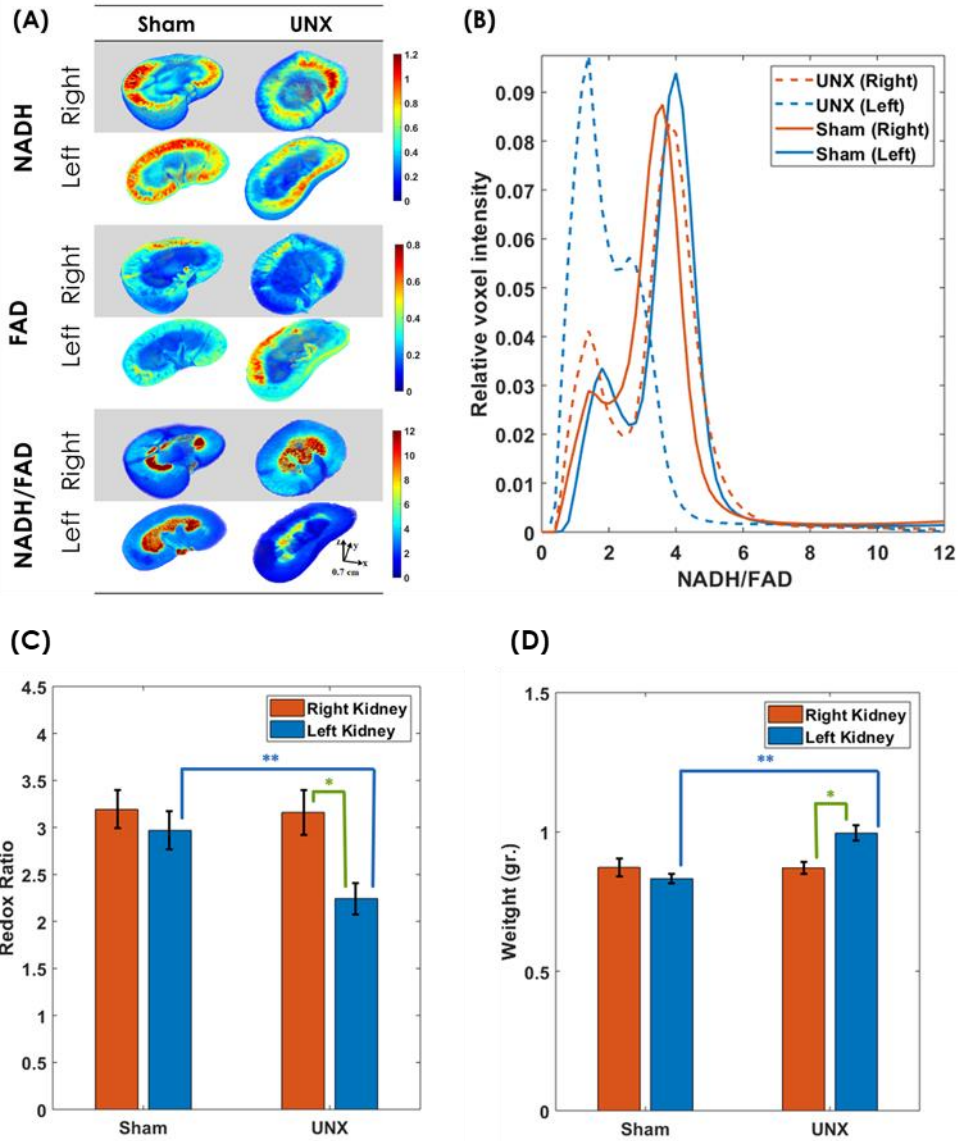 (A)
Sham UNX
NADH
Right
Left
1.2
1
0.8
0.6
0.4
0.2
0
FAD
Right
Left
0.8
0.6
0.4
0.2
0
NADH/FAD
Right
Left
12
10
8
6
4
2
0
z
y
x
0.7 cm
(B)
UNX (Right)
UNX (Left)
Sham (Right)
Sham (Left)
Relative voxel intensity
0.09
0.08
0.07
0.06
0.05
0.04
0.03
0.02
0.01
0
0 2 4 6 8 10 12
NADH/FAD
(C)
Right Kidney
Left Kidney
**
*
Redox Ratio
4.5
4
3.5
3
2.5
2
1.5
1
0.5
0
Sham UNX
(D)
Right Kidney
Left Kidney
**
*
Weitght (gr.)
1.5
1
0.5
0
Sham UNX